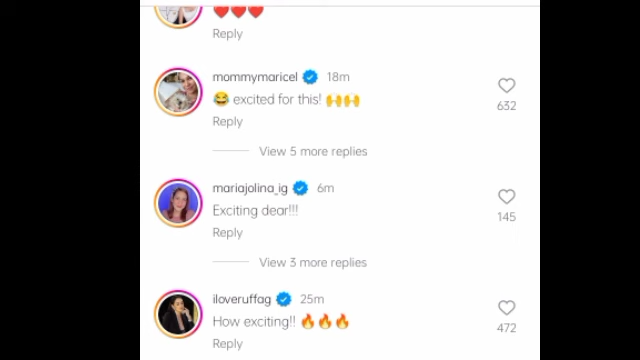 ❤️❤️❤️
Reply
mommymaricel 18m
😂 excited for this! 🙌🙌
632
Reply
View 5 more replies
mariajolina_ig 6m
Exciting dear!!!
145
Reply
View 3 more replies
iloveruffag 25m
How exciting!! 🔥🔥🔥
472
Reply